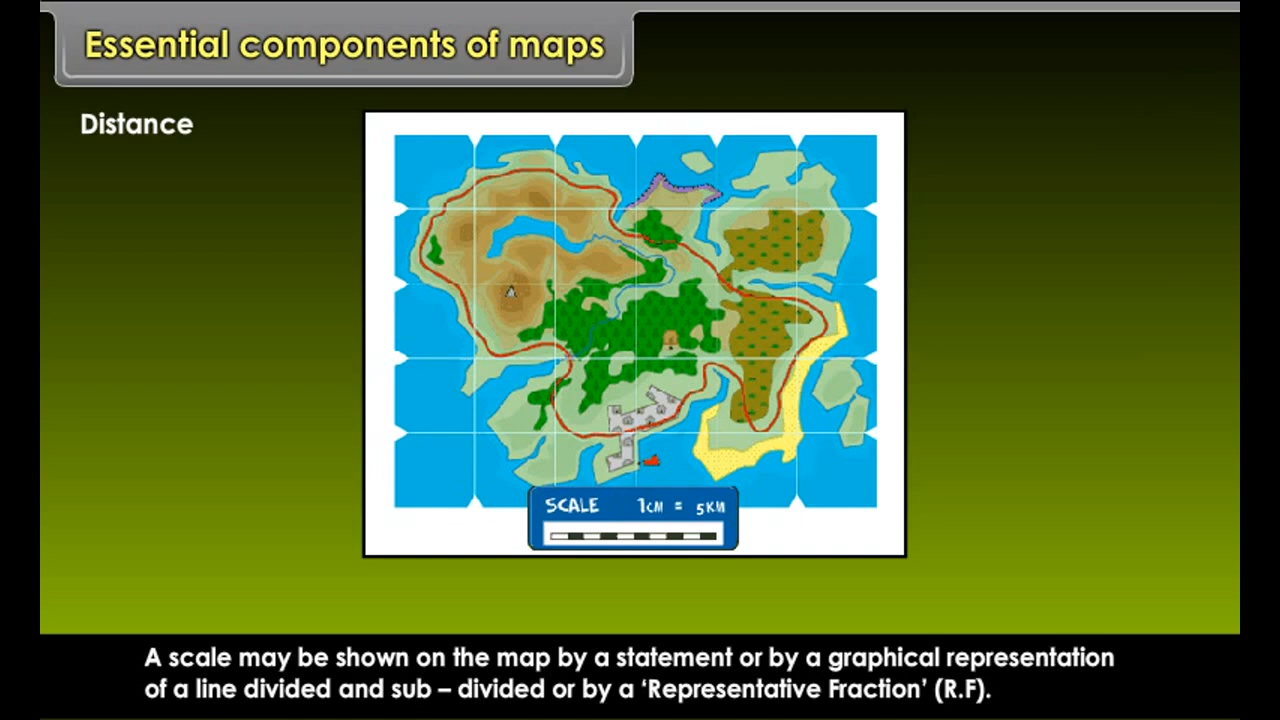 Essential components of maps
Distance
SCALE 1CM = 5KM
A scale may be shown on the map by a statement or by a graphical representation
of a line divided and sub – divided or by a ‘Representative Fraction’ (R.F).